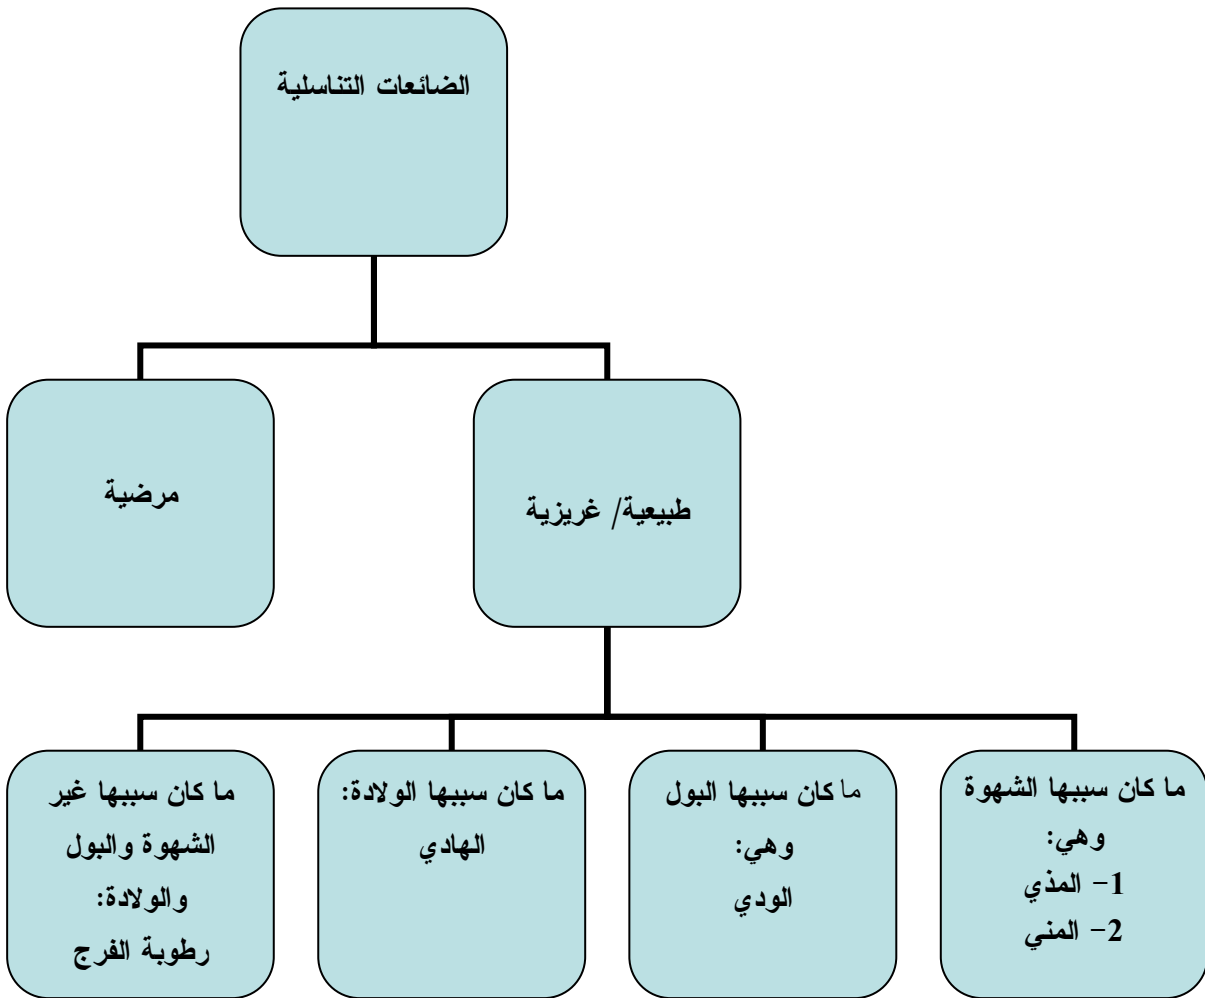 الضائعات التناسلية
طبيعية/ غريزية
مرضية
ما كان سببها الشهوة
وهي:
1- المذي
2- المني
ما كان سببها البول
وهي:
الودي
ما كان سببها الولادة:
الهادي
ما كان سببها غير
الشهوة والبول
والولادة:
رطوبة الفرج